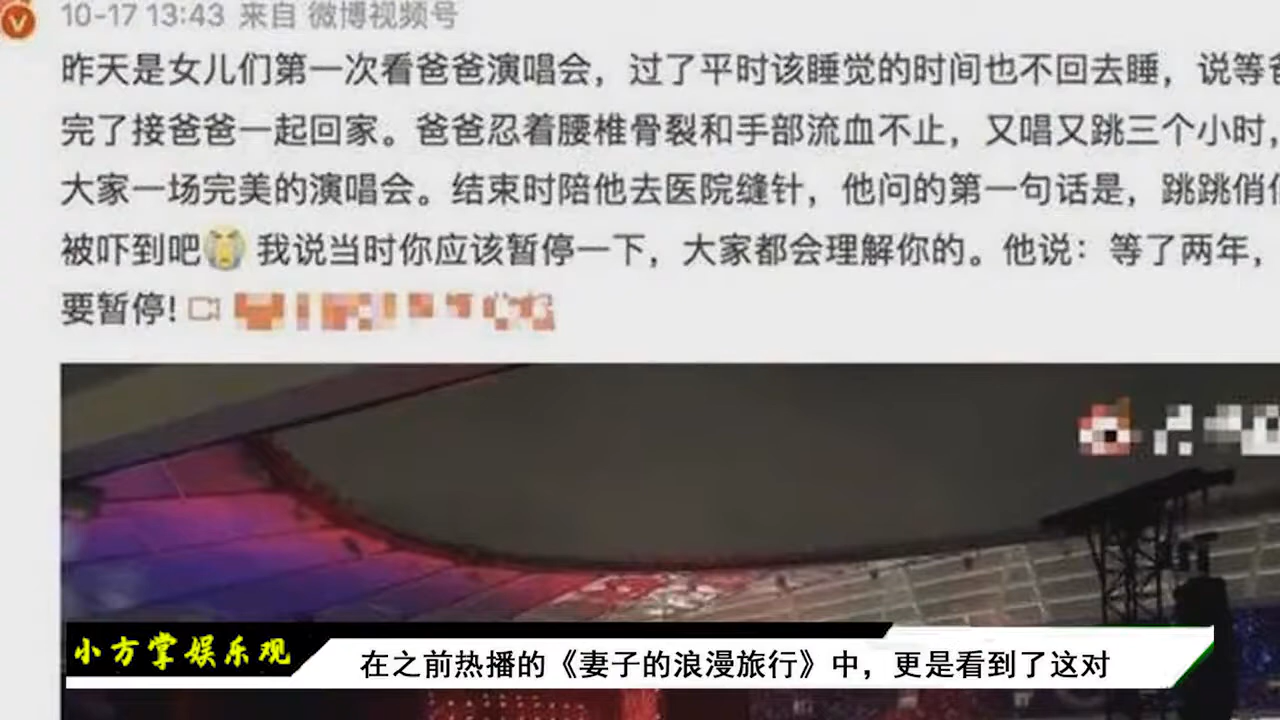 10-17 13:43 来自 微博视频号
昨天是女儿们第一次看爸爸演唱会，过了平时该睡觉的时间也不回去睡，说等爸
完了接爸爸一起回家。爸爸忍着腰椎骨裂和手部流血不止，又唱又跳三个小时，
大家一场完美的演唱会。结束时陪他去医院缝针，他问的第一句话是，跳跳俏俏
被吓到吧😭我说当时你应该暂停一下，大家都会理解你的。他说：等了两年，
要暂停!
小方掌娱乐观
在之前热播的《妻子的浪漫旅行》中，更是看到了这对